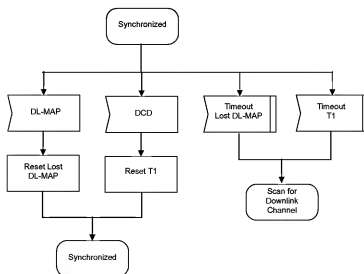 Synchronized
DL-MAP
DCD
Timeout
Lost DL-MAP
Timeout
T1
Reset Lost
DL-MAP
Reset T1
Scan for
Downlink
Channel
Synchronized